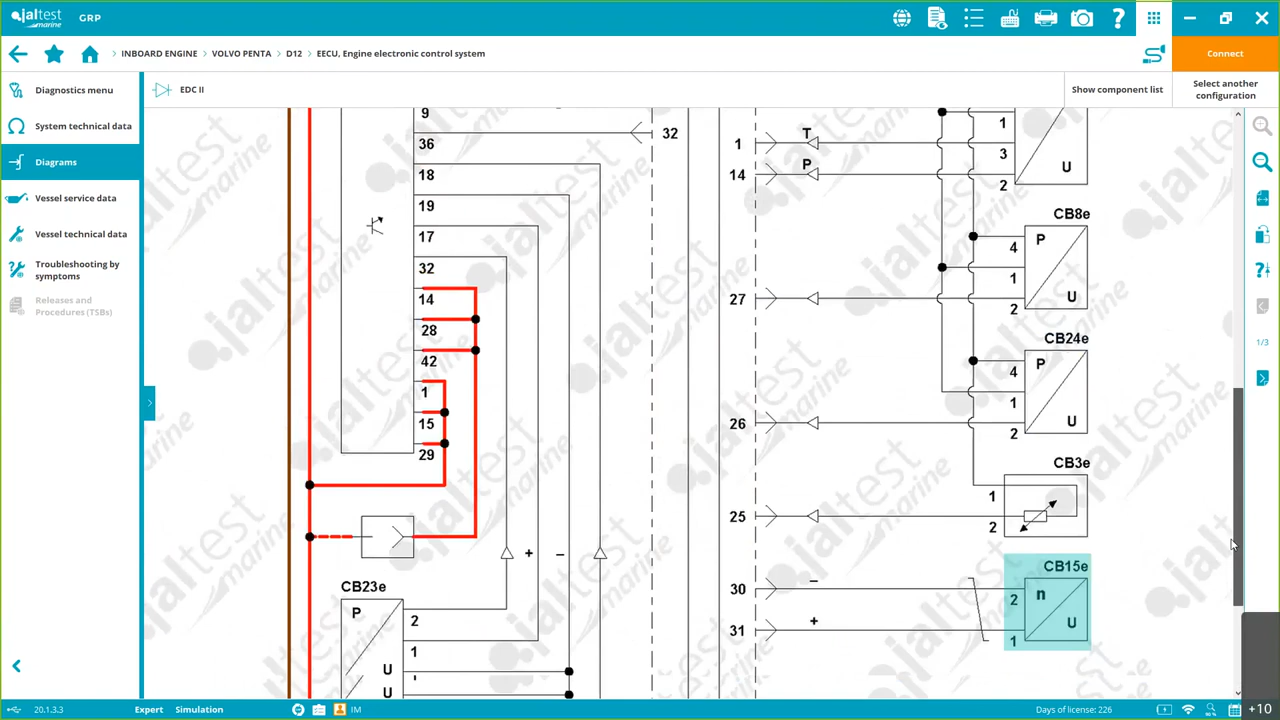 jaltest marine GRP
INBOARD ENGINE VOLVO PENTA D12 EECU, Engine electronic control system
Connect
Diagnostics menu
System technical data
Diagrams
Vessel service data
Vessel technical data
Troubleshooting by
symptoms
Releases and
Procedures (TSBs)
EDC II
Show component list
Select another
configuration
9
36
18
19
17
32
14
28
42
1
15
29
+
−
CB23e
P
2
1
U
U
32
1
T
14
P
27
26
25
30
−
31
+
1
3
2
U
CB8e
4
P
1
2
U
CB24e
4
P
1
2
U
CB3e
1
2
CB15e
2
n
1
U
1/3
jaltest marine
20.1.3.3 Expert Simulation IM
Days of license: 226
+10